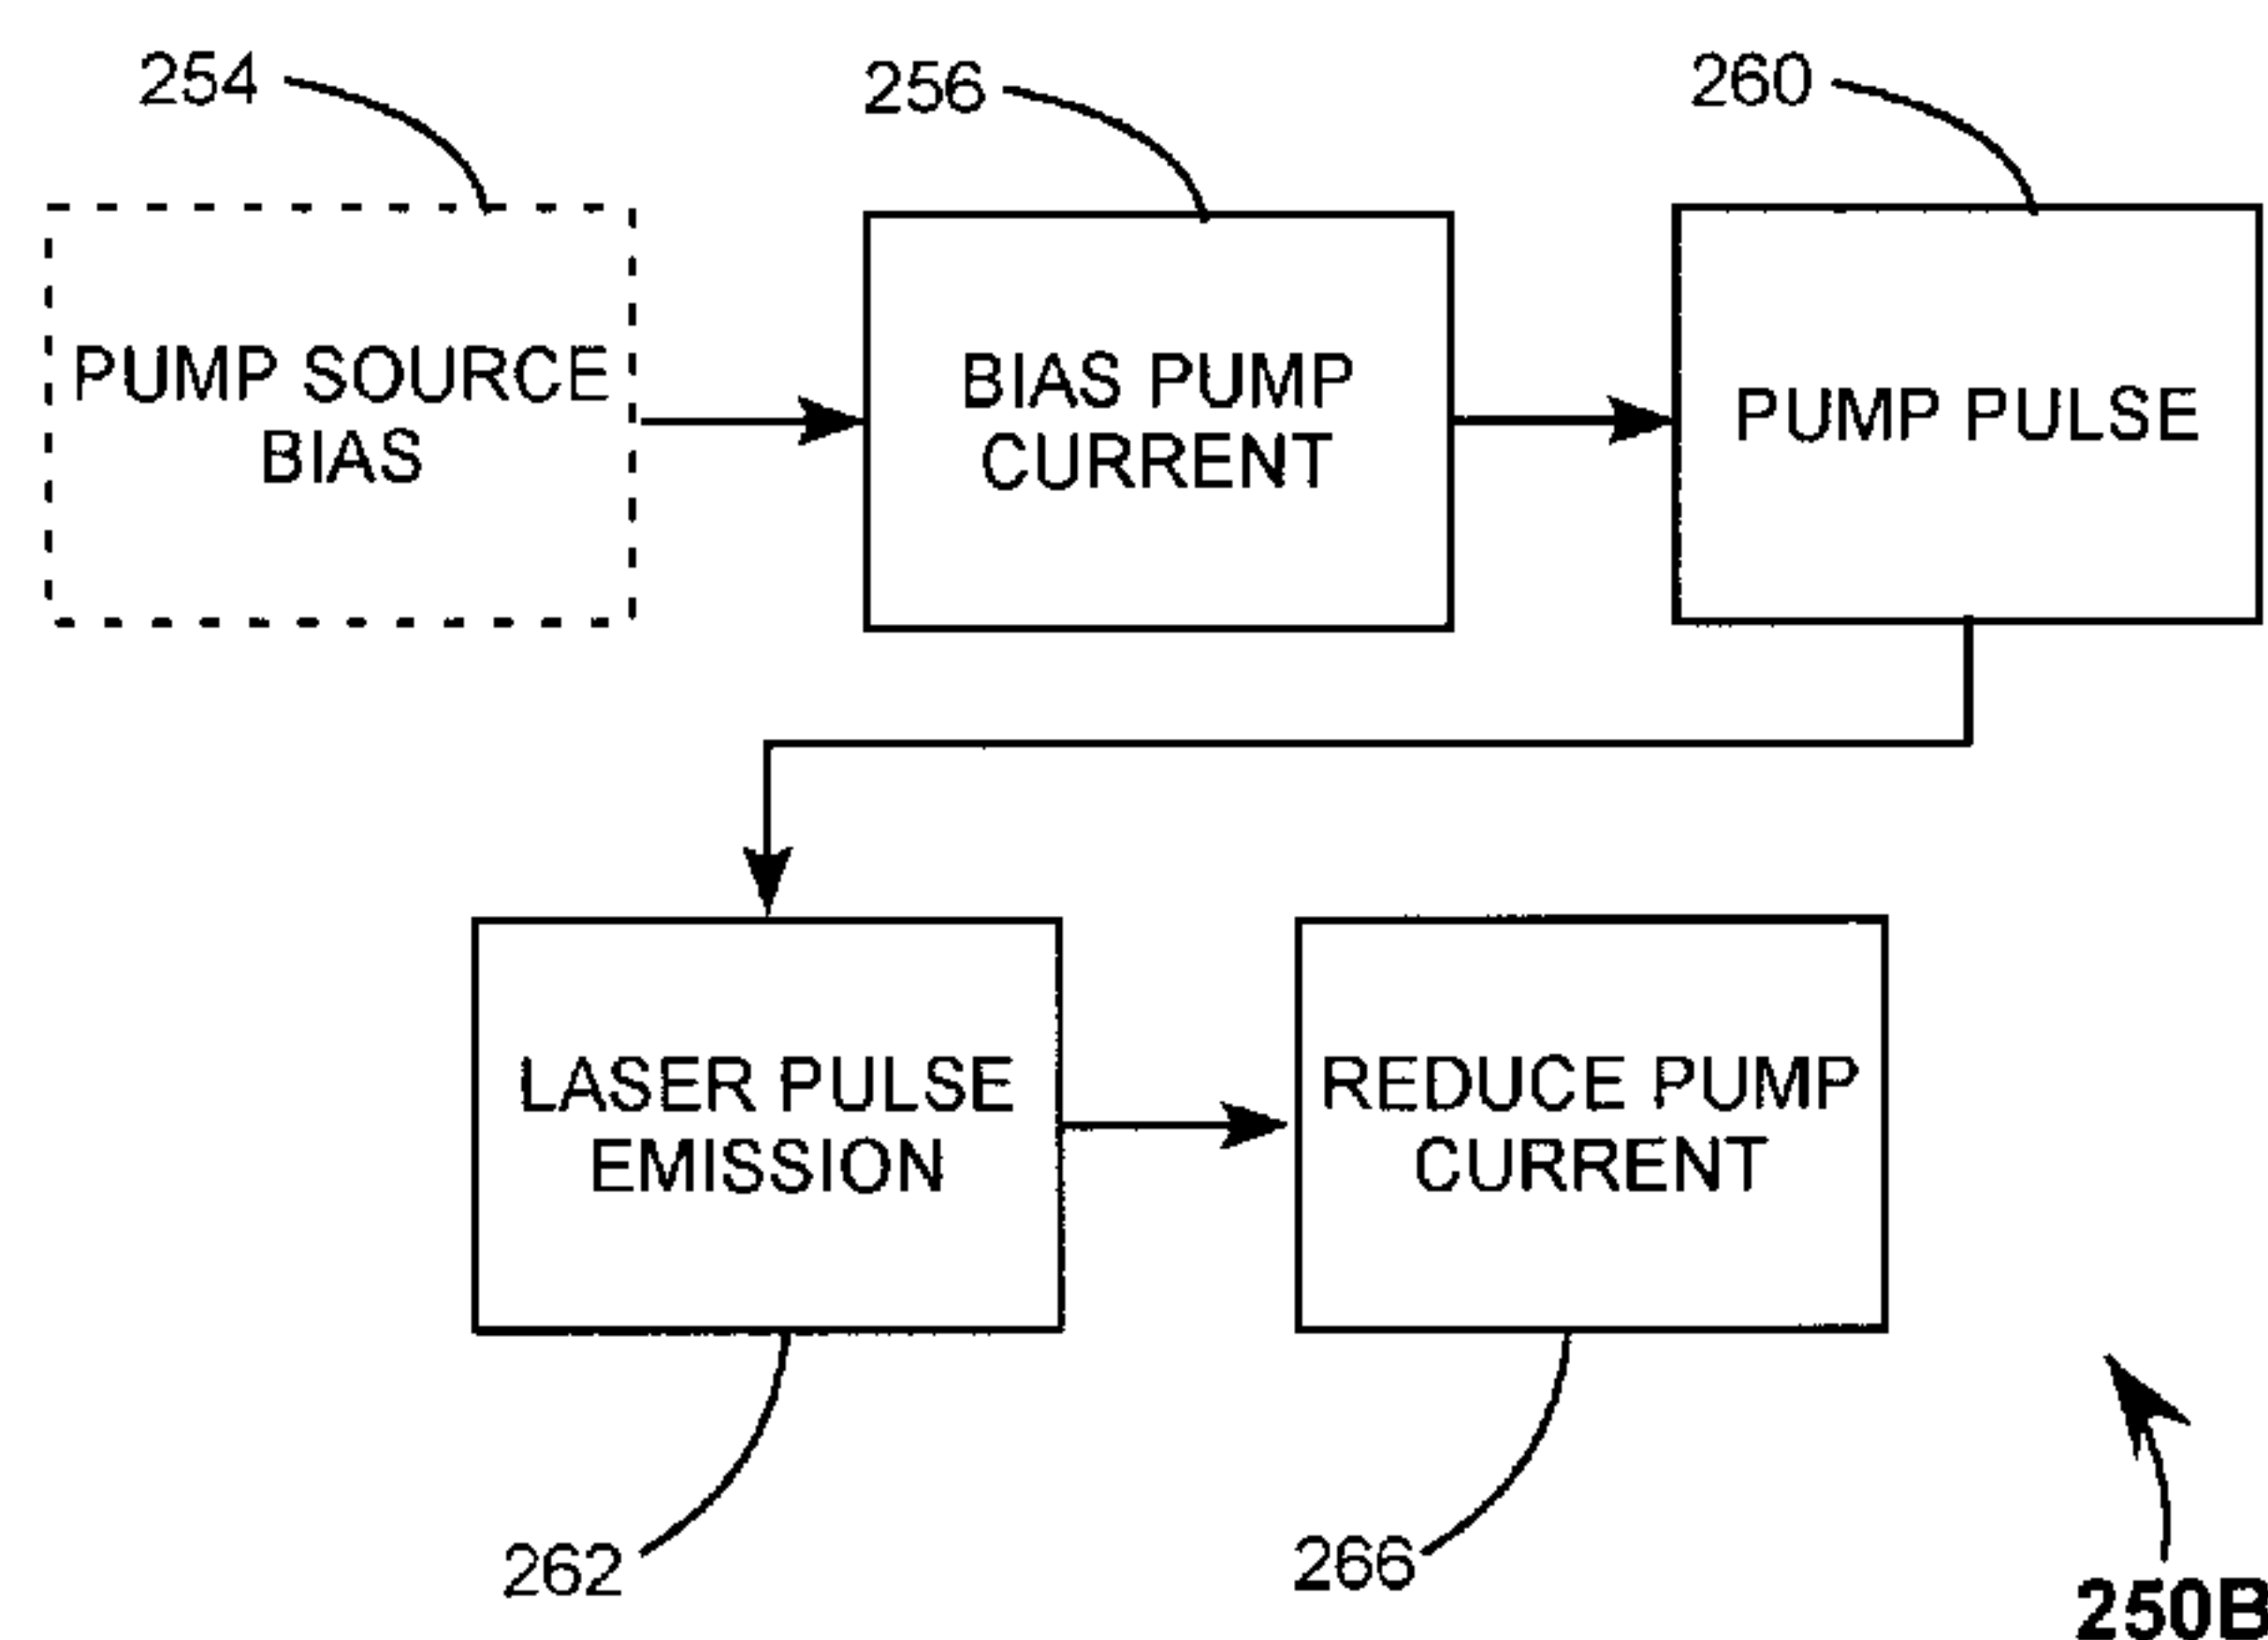 254
256
260
PUMP SOURCE
BIAS
BIAS PUMP
CURRENT
PUMP PULSE
LASER PULSE
EMISSION
REDUCE PUMP
CURRENT
262
266
250B